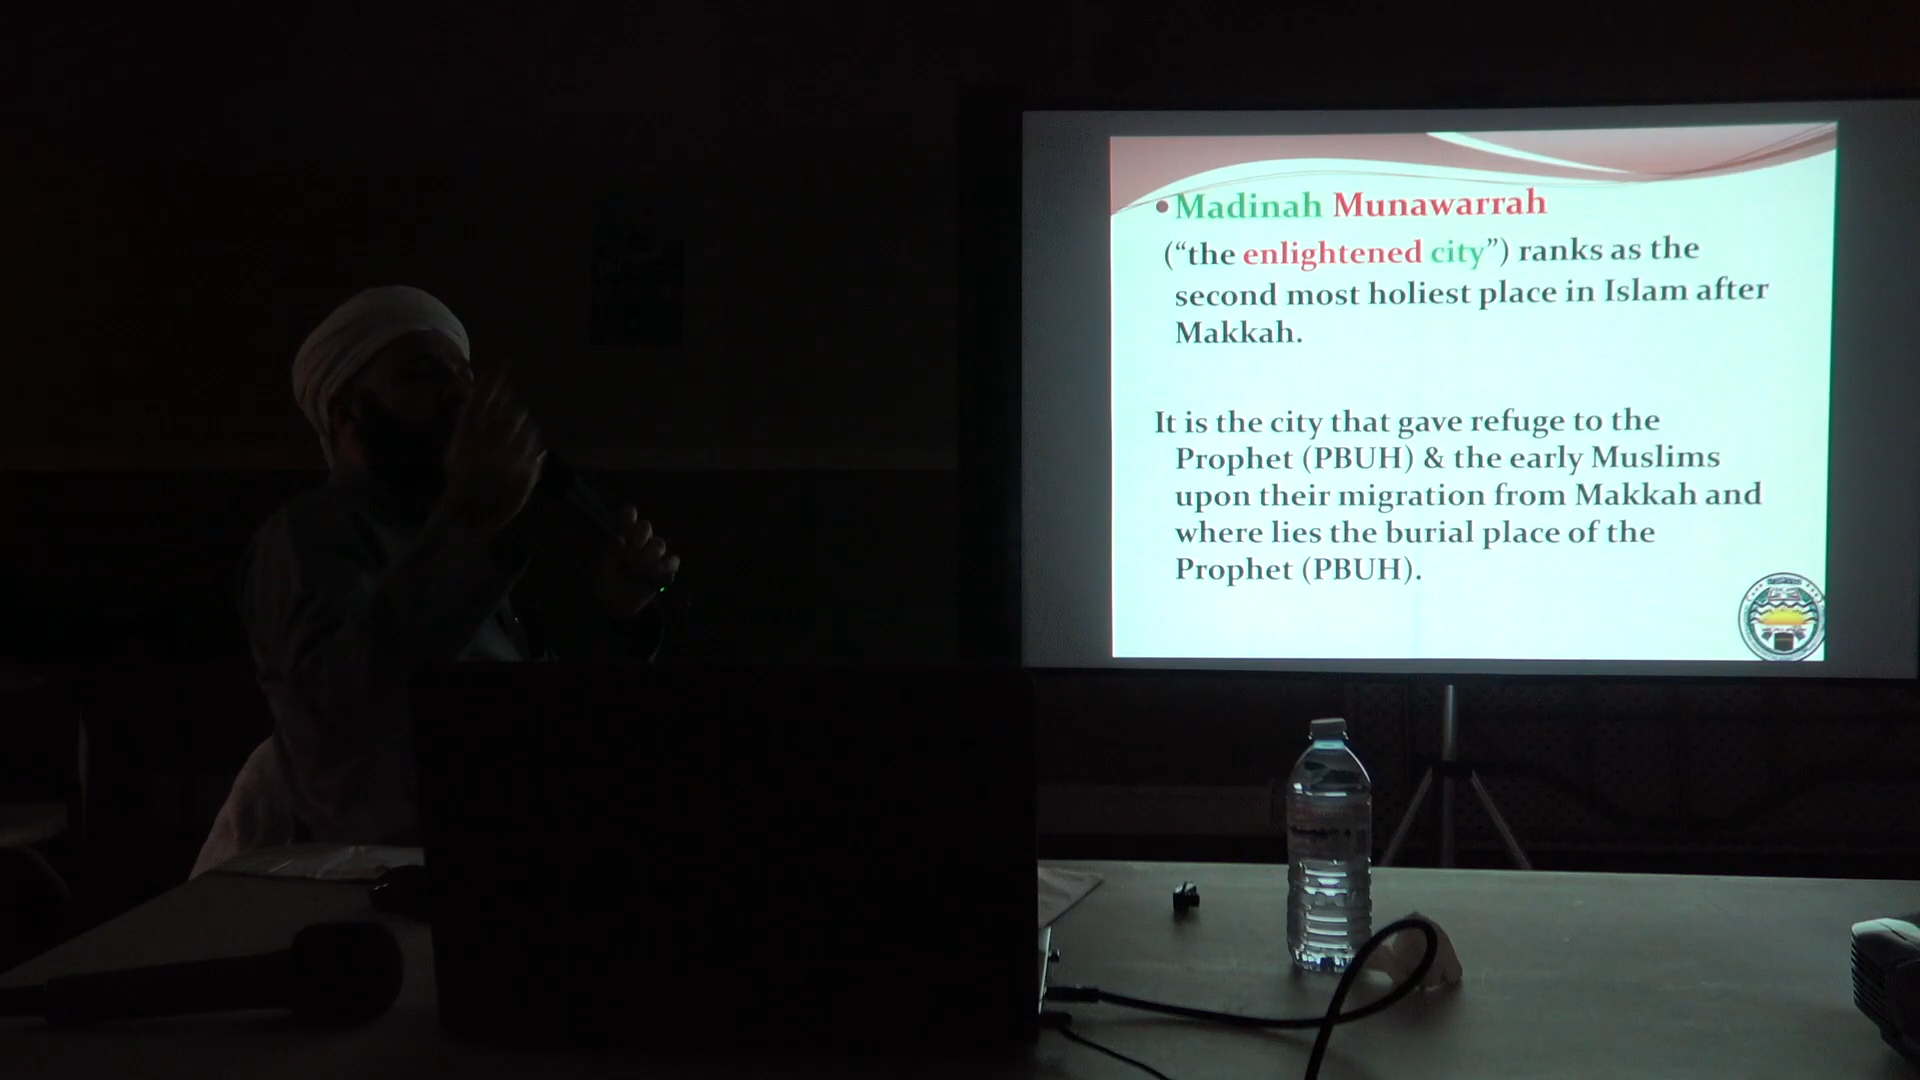 • Madinah Munawarrah
(“the enlightened city”) ranks as the
second most holiest place in Islam after
Makkah.
It is the city that gave refuge to the
Prophet (PBUH) & the early Muslims
upon their migration from Makkah and
where lies the burial place of the
Prophet (PBUH).